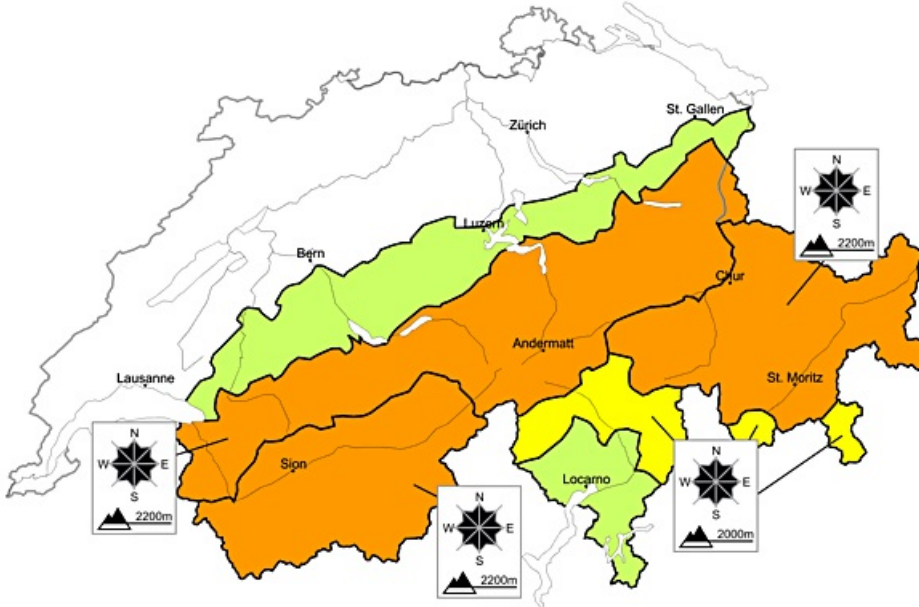 St. Gallen
Zürich
N
W E
S
2200m
Luzern
Bern
Chur
Andermatt
Lausanne
St. Moritz
N
W E
S
2200m
Sion
Locarno
N
W E
S
2000m
N
W E
S
2200m